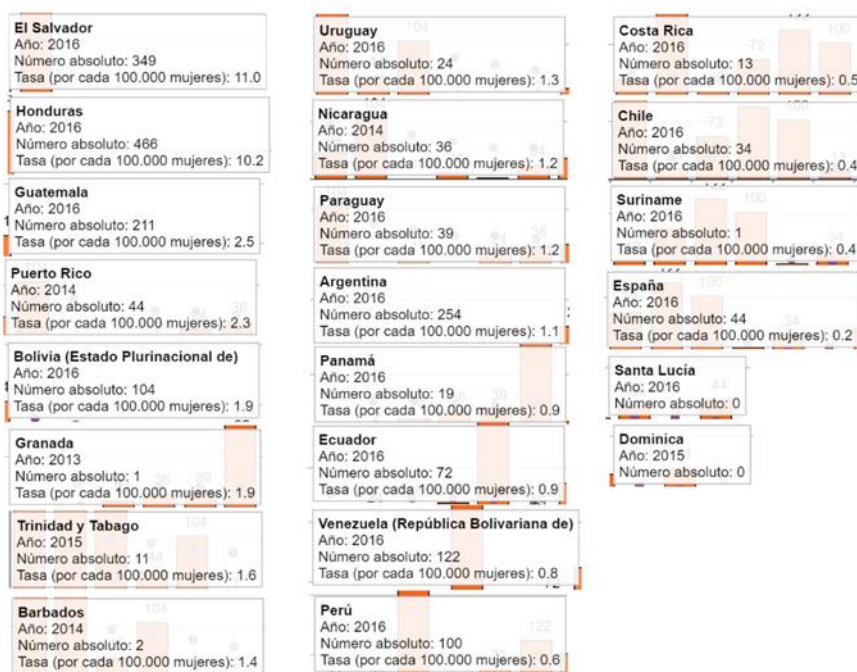 El Salvador
Año: 2016
Número absoluto: 349
Tasa (por cada 100.000 mujeres): 11.0
Honduras
Año: 2016
Número absoluto: 466
Tasa (por cada 100.000 mujeres): 10.2
Guatemala
Año: 2016
Número absoluto: 211
Tasa (por cada 100.000 mujeres): 2.5
Puerto Rico
Año: 2014
Número absoluto: 44
Tasa (por cada 100.000 mujeres): 2.3
Bolivia (Estado Plurinacional de)
Año: 2016
Número absoluto: 104
Tasa (por cada 100.000 mujeres): 1.9
Granada
Año: 2013
Número absoluto: 1
Tasa (por cada 100.000 mujeres): 1.9
Trinidad y Tabago
Año: 2015
Número absoluto: 11
Tasa (por cada 100.000 mujeres): 1.6
Barbados
Año: 2014
Número absoluto: 2
Tasa (por cada 100.000 mujeres): 1.4
Uruguay
Año: 2016
Número absoluto: 24
Tasa (por cada 100.000 mujeres): 1.3
Nicaragua
Año: 2014
Número absoluto: 36
Tasa (por cada 100.000 mujeres): 1.2
Paraguay
Año: 2016
Número absoluto: 39
Tasa (por cada 100.000 mujeres): 1.2
Argentina
Año: 2016
Número absoluto: 254
Tasa (por cada 100.000 mujeres): 1.1
Panamá
Año: 2016
Número absoluto: 19
Tasa (por cada 100.000 mujeres): 0.9
Ecuador
Año: 2016
Número absoluto: 72
Tasa (por cada 100.000 mujeres): 0.9
Venezuela (República Bolivariana de)
Año: 2016
Número absoluto: 122
Tasa (por cada 100.000 mujeres): 0.8
Perú
Año: 2016
Número absoluto: 100
Tasa (por cada 100.000 mujeres): 0.6
Costa Rica
Año: 2016
Número absoluto: 13
Tasa (por cada 100.000 mujeres): 0.5
Chile
Año: 2016
Número absoluto: 34
Tasa (por cada 100.000 mujeres): 0.4
Suriname
Año: 2016
Número absoluto: 1
Tasa (por cada 100.000 mujeres): 0.4
España
Año: 2016
Número absoluto: 44
Tasa (por cada 100.000 mujeres): 0.2
Santa Lucía
Año: 2016
Número absoluto: 0
Dominica
Año: 2015
Número absoluto: 0